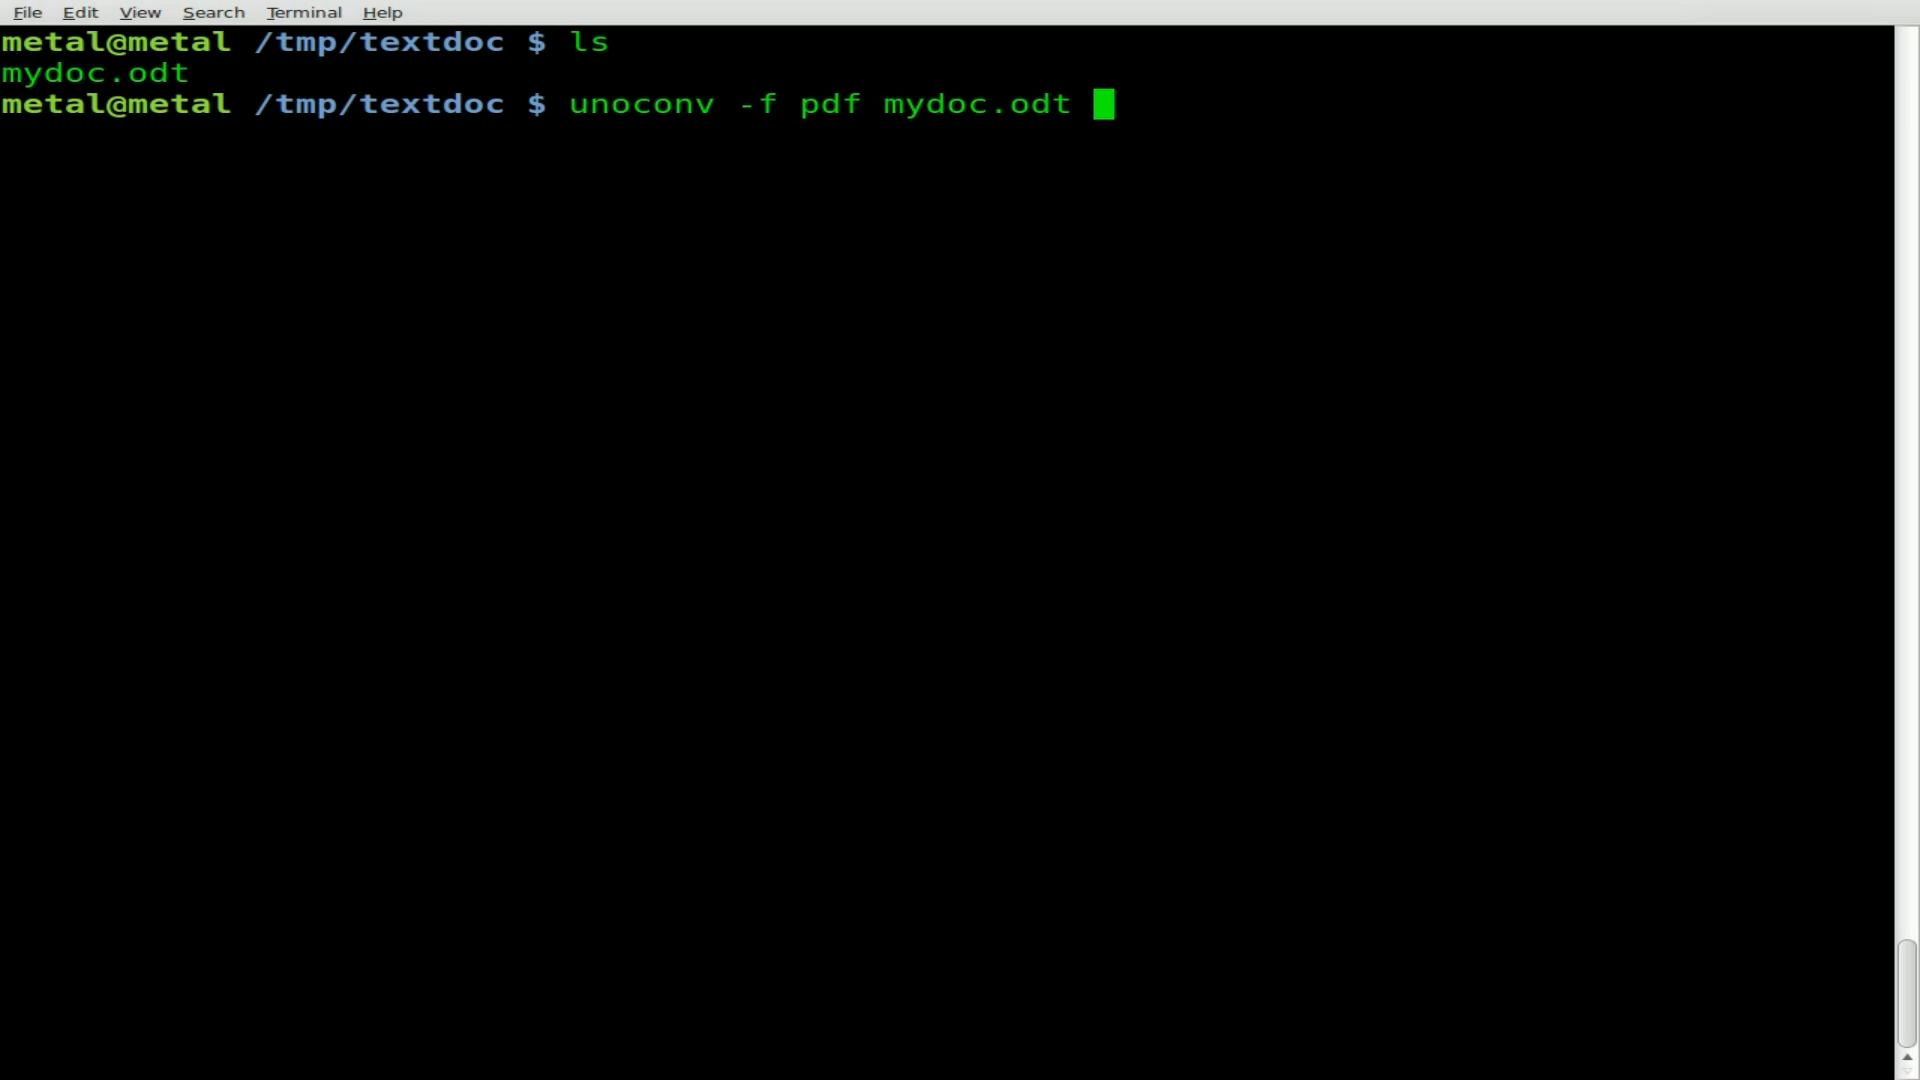 File Edit View Search Terminal Help
metal@metal /tmp/textdoc $ ls
mydoc.odt
metal@metal /tmp/textdoc $ unoconv -f pdf mydoc.odt